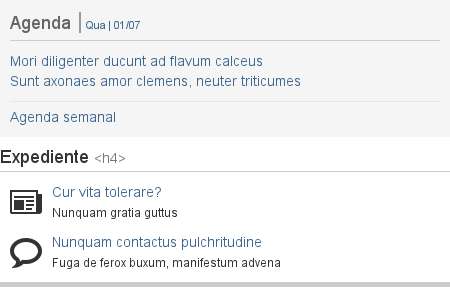 Agenda | Qua | 01/07
Mori diligenter ducunt ad flavum calceus
Sunt axonaes amor clemens, neuter triticumes
Agenda semanal
Expediente <h4>
Cur vita tolerare?
Nunquam gratia guttus
Nunquam contactus pulchritudine
Fuga de ferox buxum, manifestum advena